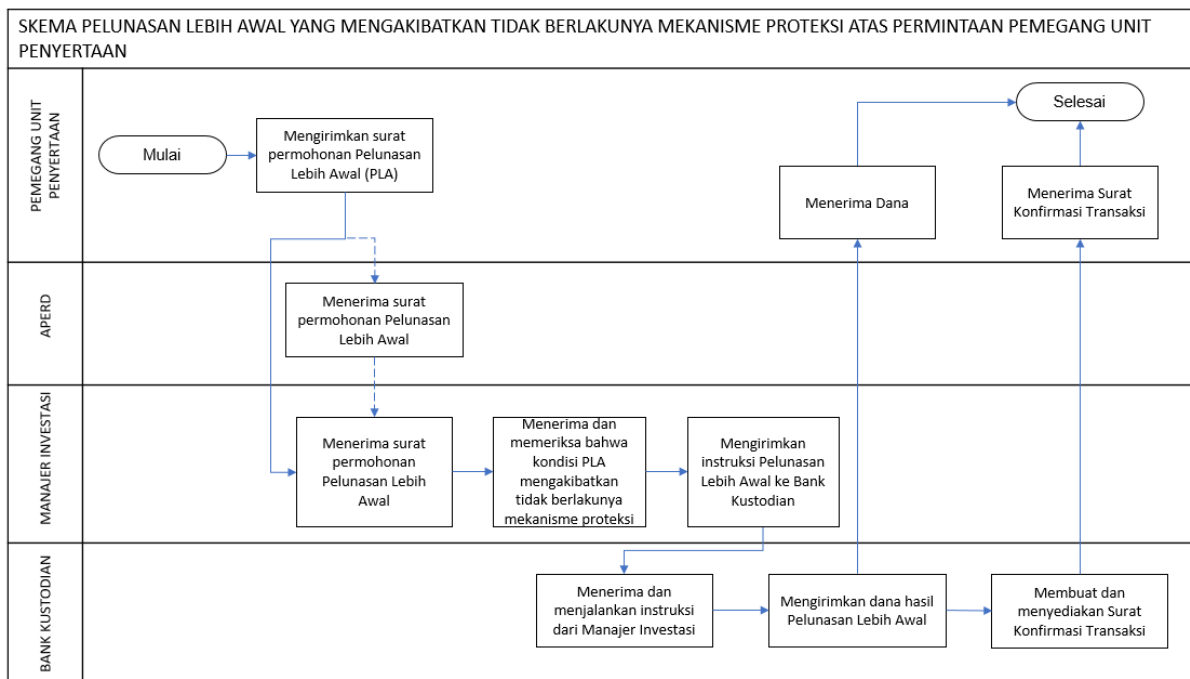 SKEMA PELUNASAN LEBIH AWAL YANG MENGAKIBATKAN TIDAK BERLAKUNYA MEKANISME PROTEKSI ATAS PERMINTAAN PEMEGANG UNIT
PENYERTAAN
PEMEGANG UNIT
PENYERTAAN
Mulai
Mengirimkan surat
permohonan Pelunasan
Lebih Awal (PLA)
Menerima Dana
Selesai
Menerima Surat
Konfirmasi Transaksi
APERD
Menerima surat
permohonan Pelunasan
Lebih Awal
MANAJER INVESTASI
Menerima surat
permohonan
Pelunasan Lebih
Awal
Menerima dan
memeriksa bahwa
kondisi PLA
mengakibatkan
tidak berlakunya
mekanisme proteksi
Mengirimkan
instruksi Pelunasan
Lebih Awal ke Bank
Kustodian
BANK KUSTODIAN
Menerima dan
menjalankan instruksi
dari Manajer Investasi
Mengirimkan dana hasil
Pelunasan Lebih Awal
Membuat dan
menyediakan Surat
Konfirmasi Transaksi